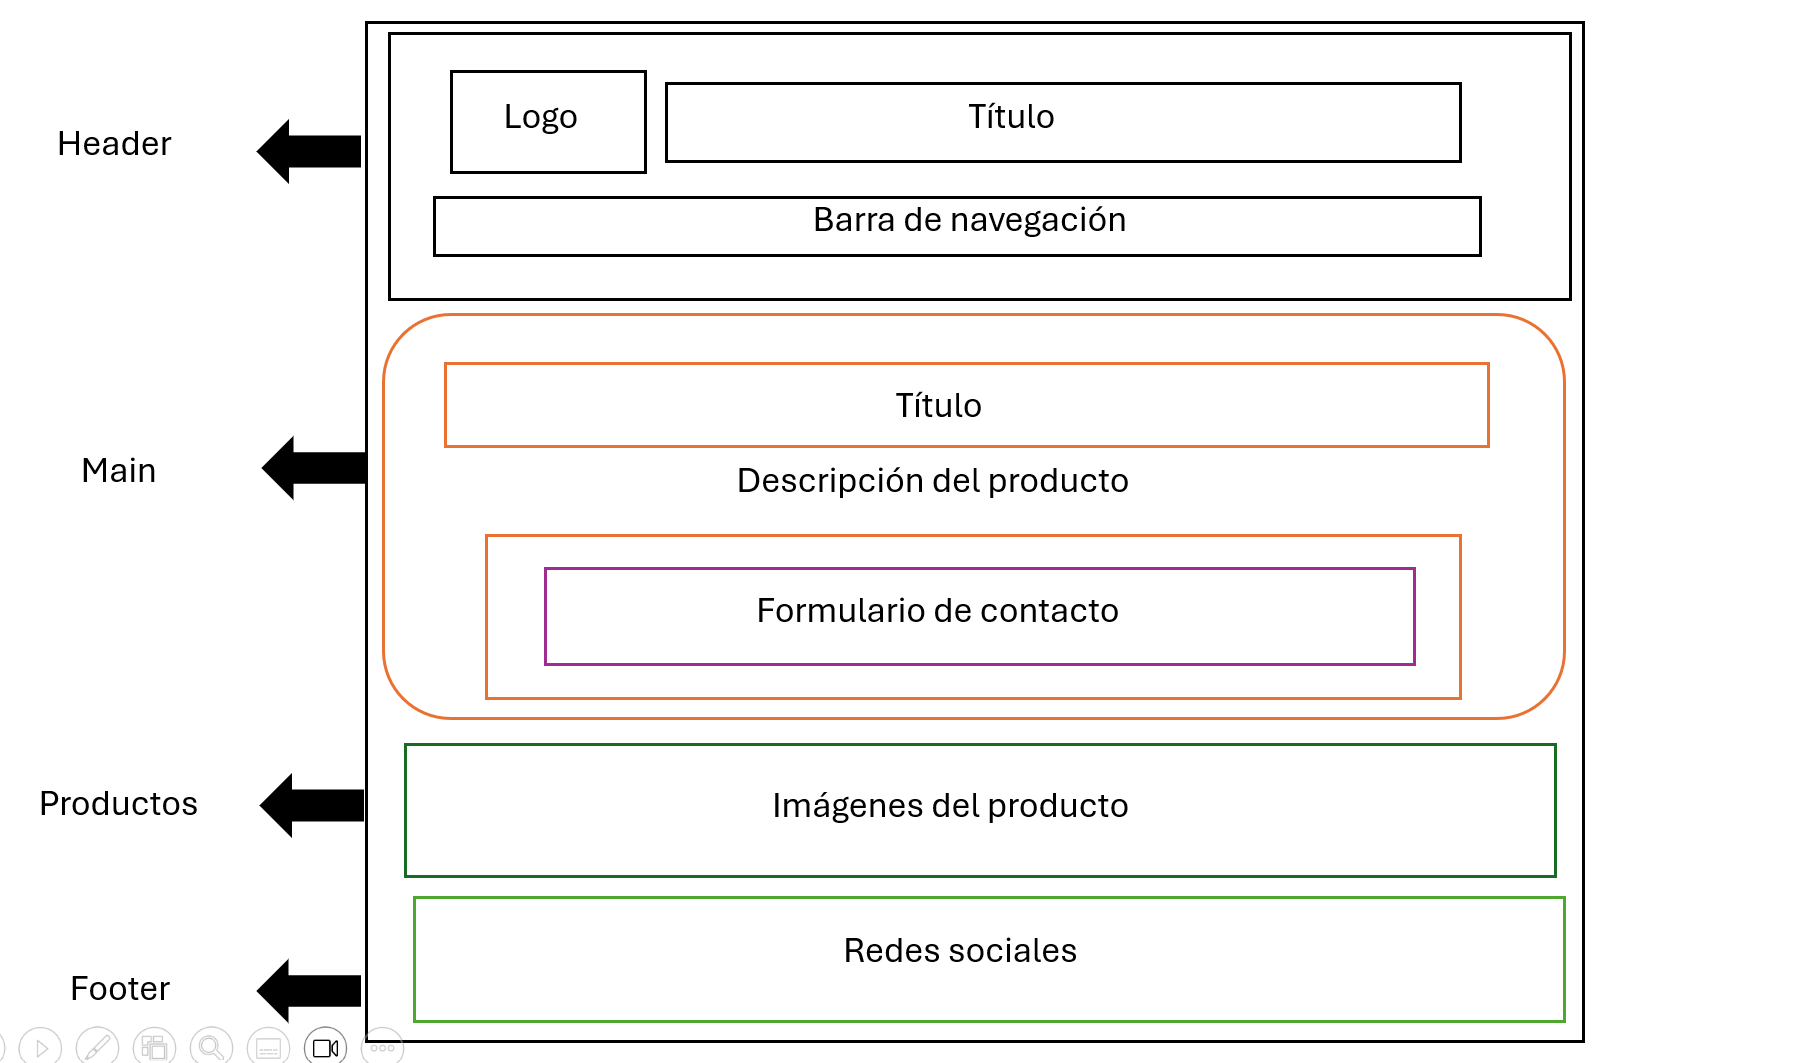 Header
Logo
Título
Barra de navegación
Main
Título
Descripción del producto
Formulario de contacto
Productos
Imágenes del producto
Footer
Redes sociales